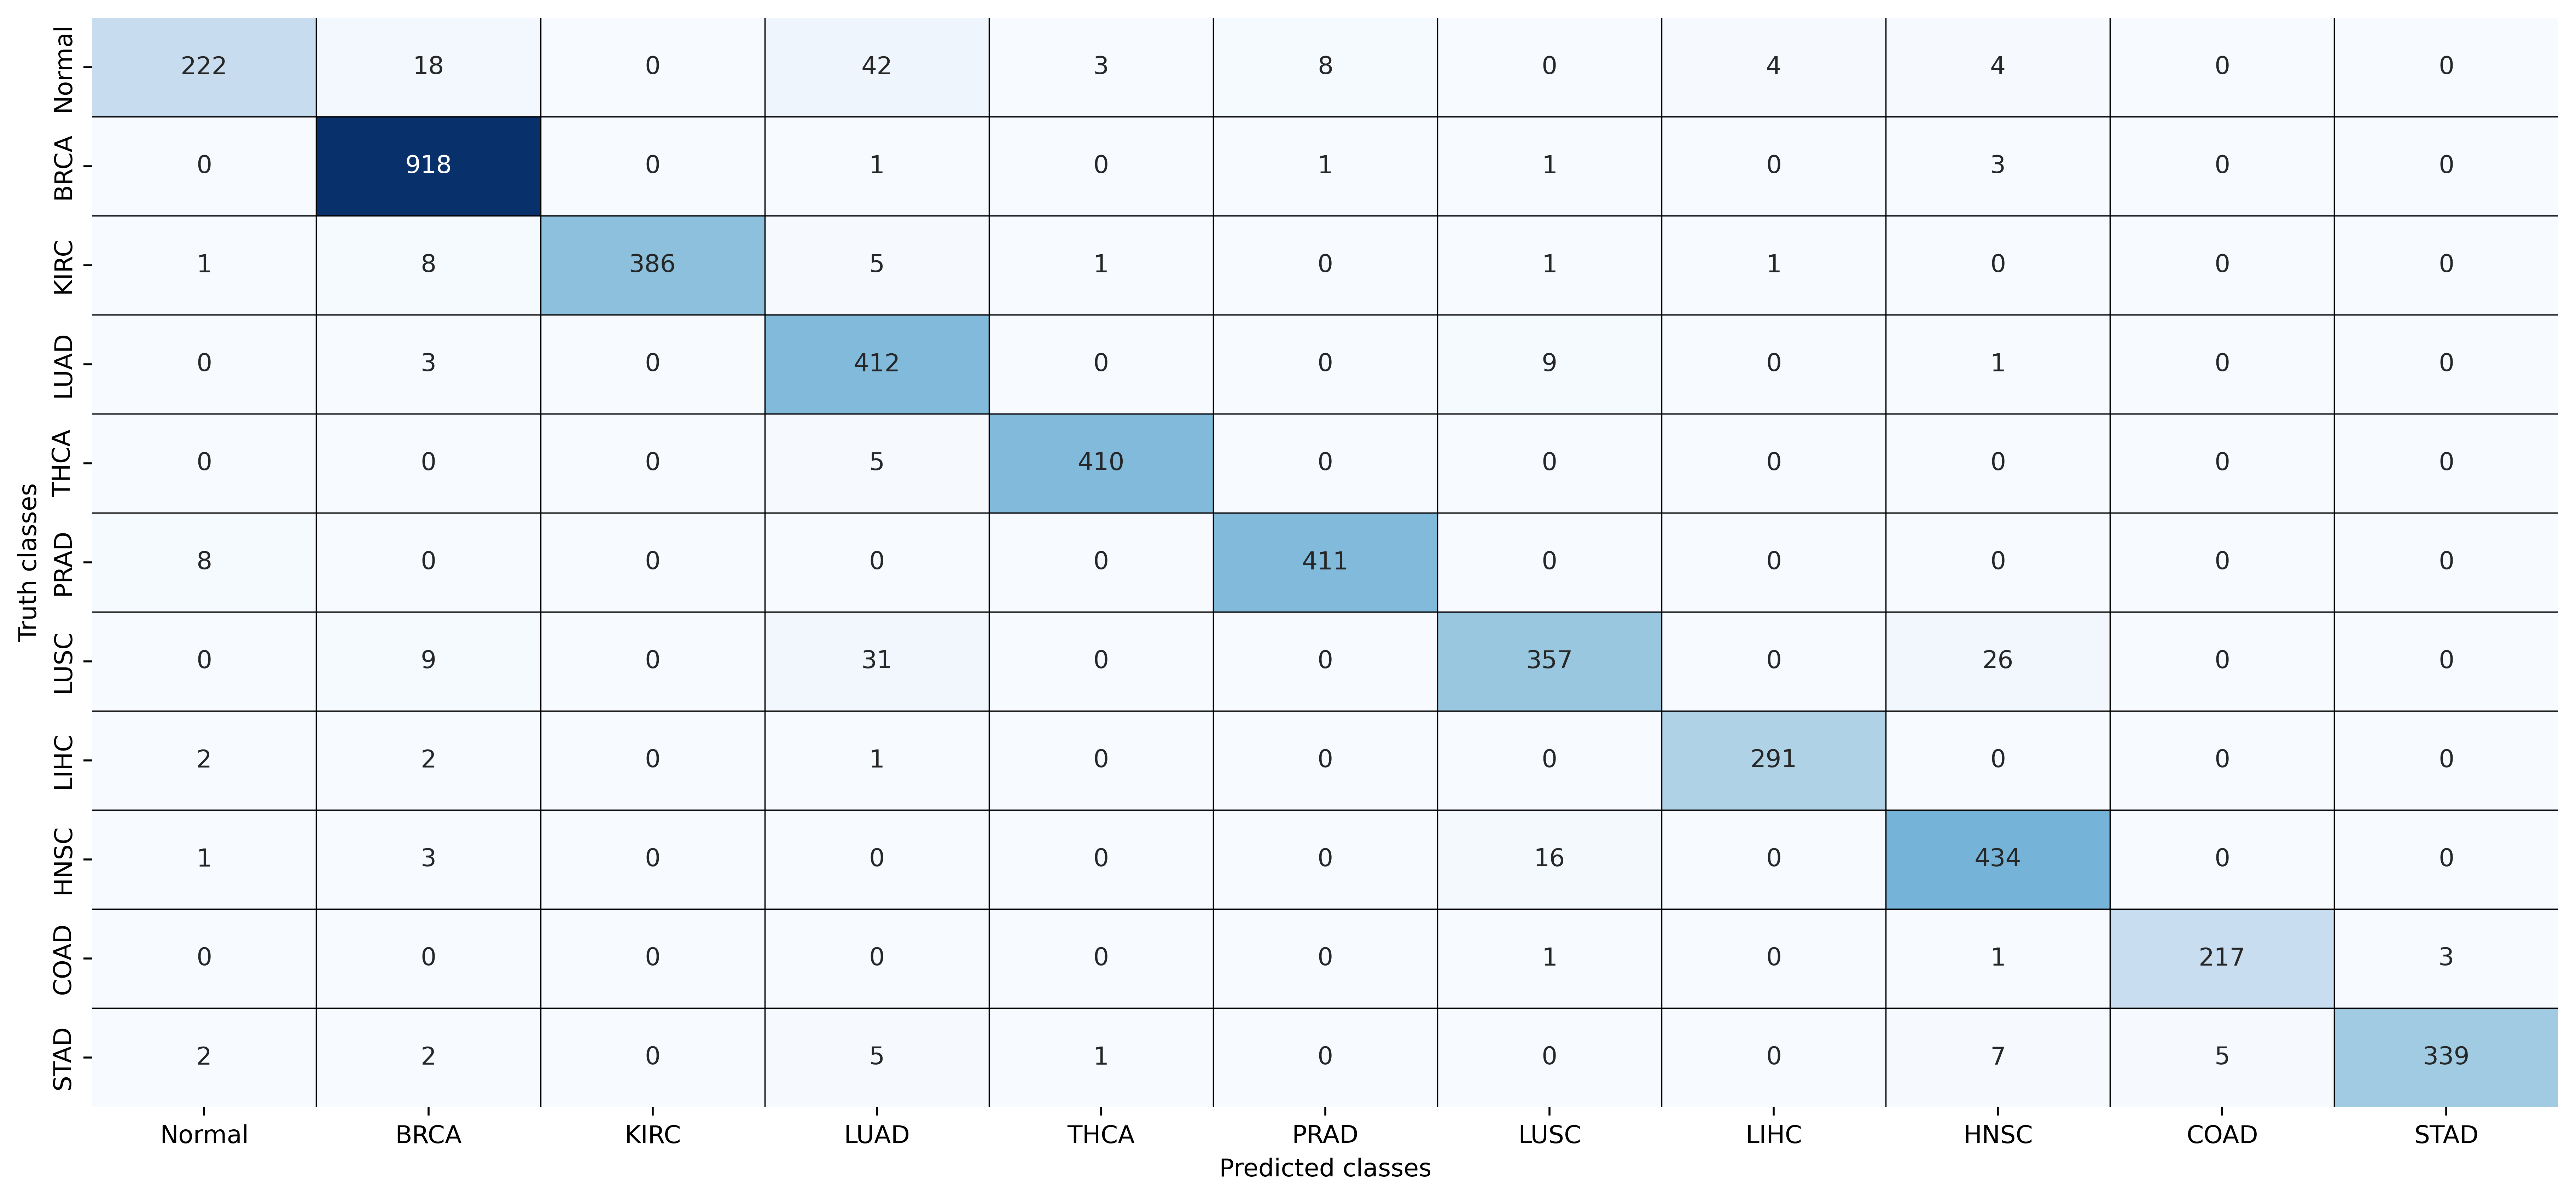 Truth classes
Normal 222 18 0 42 3 8 0 4 4 0 0
BRCA 0 918 0 1 0 1 1 0 3 0 0
KIRC 1 8 386 5 1 0 1 1 0 0 0
LUAD 0 3 0 412 0 0 9 0 1 0 0
THCA 0 0 0 5 410 0 0 0 0 0 0
PRAD 8 0 0 0 0 411 0 0 0 0 0
LUSC 0 9 0 31 0 0 357 0 26 0 0
LIHC 2 2 0 1 0 0 0 291 0 0 0
HNSC 1 3 0 0 0 0 16 0 434 0 0
COAD 0 0 0 0 0 0 1 0 1 217 3
STAD 2 2 0 5 1 0 0 0 7 5 339
Normal BRCA KIRC LUAD THCA PRAD LUSC LIHC HNSC COAD STAD
Predicted classes